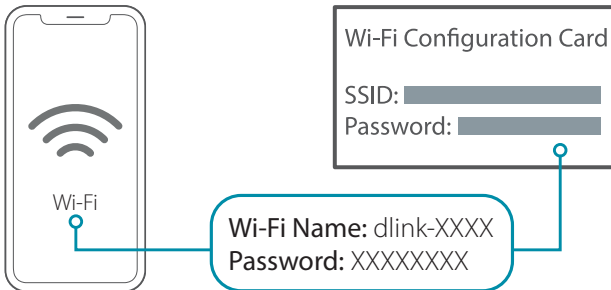 Wi-Fi Configuration Card
SSID:
Password:
Wi-Fi
Wi-Fi Name: dlink-XXXX
Password: XXXXXXXX